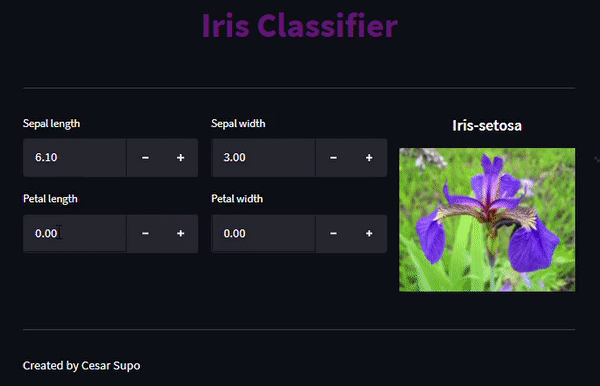 Iris Classifier
Sepal length
Sepal width
Iris-setosa
6.10 - +
3.00 - +
Petal length
Petal width
0.00 - +
0.00 - +
Created by Cesar Supo